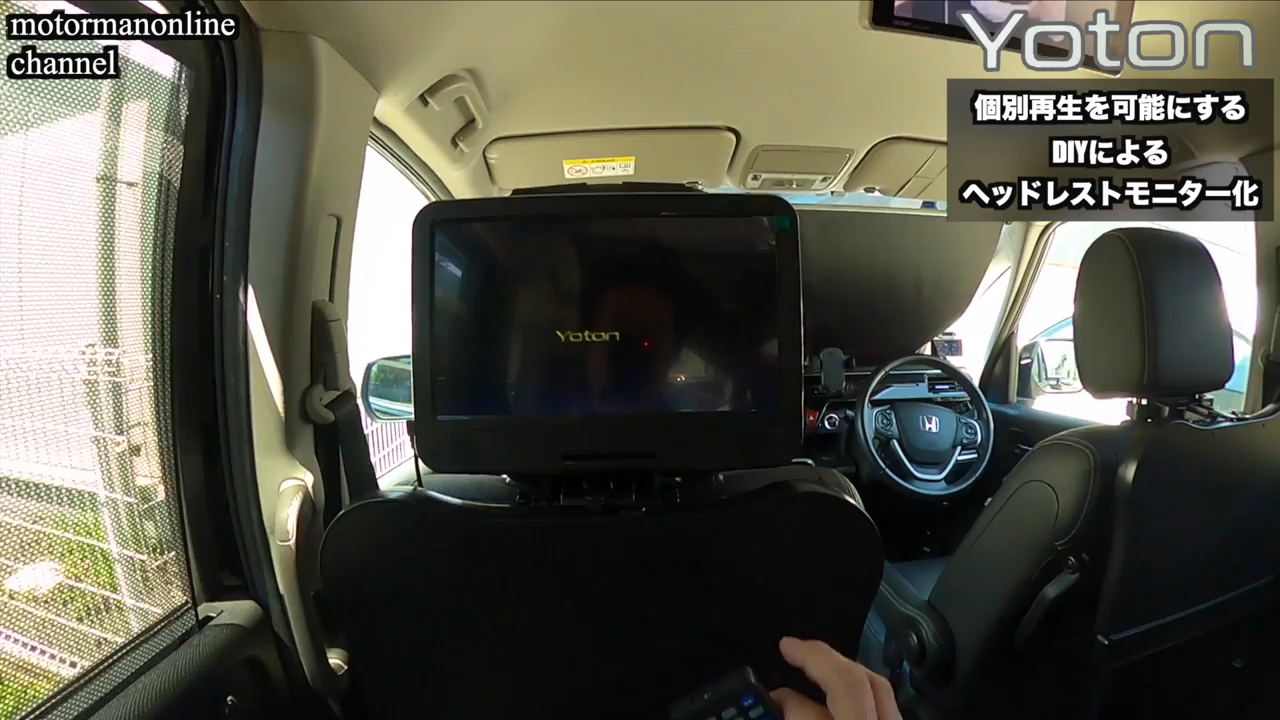 motormanonline
channel
Yoton
個別再生を可能にする
DIYによる
ヘッドレストモニター化
Yoton